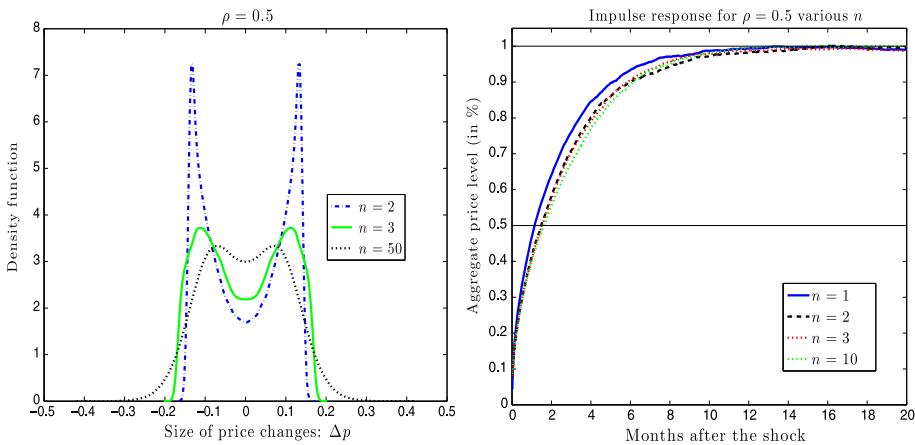 ρ = 0.5
8
7
6
5
4
3
2
1
0
Density function
n = 2
n = 3
n = 50
−0.5 −0.4 −0.3 −0.2 −0.1 0 0.1 0.2 0.3 0.4 0.5
Size of price changes: Δp
Impulse response for ρ = 0.5 various n
1
0.9
0.8
0.7
0.6
0.5
0.4
0.3
0.2
0.1
0
Aggregate price level (in %)
n = 1
n = 2
n = 3
n = 10
0 2 4 6 8 10 12 14 16 18 20
Months after the shock